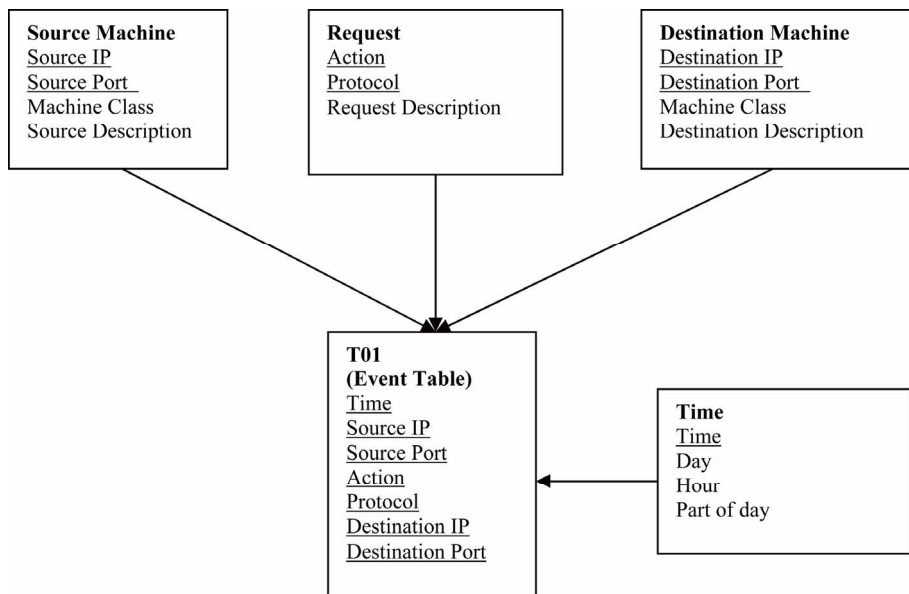 Source Machine
Source IP
Source Port
Machine Class
Source Description
Request
Action
Protocol
Request Description
Destination Machine
Destination IP
Destination Port
Machine Class
Destination Description
T01
(Event Table)
Time
Source IP
Source Port
Action
Protocol
Destination IP
Destination Port
Time
Time
Day
Hour
Part of day